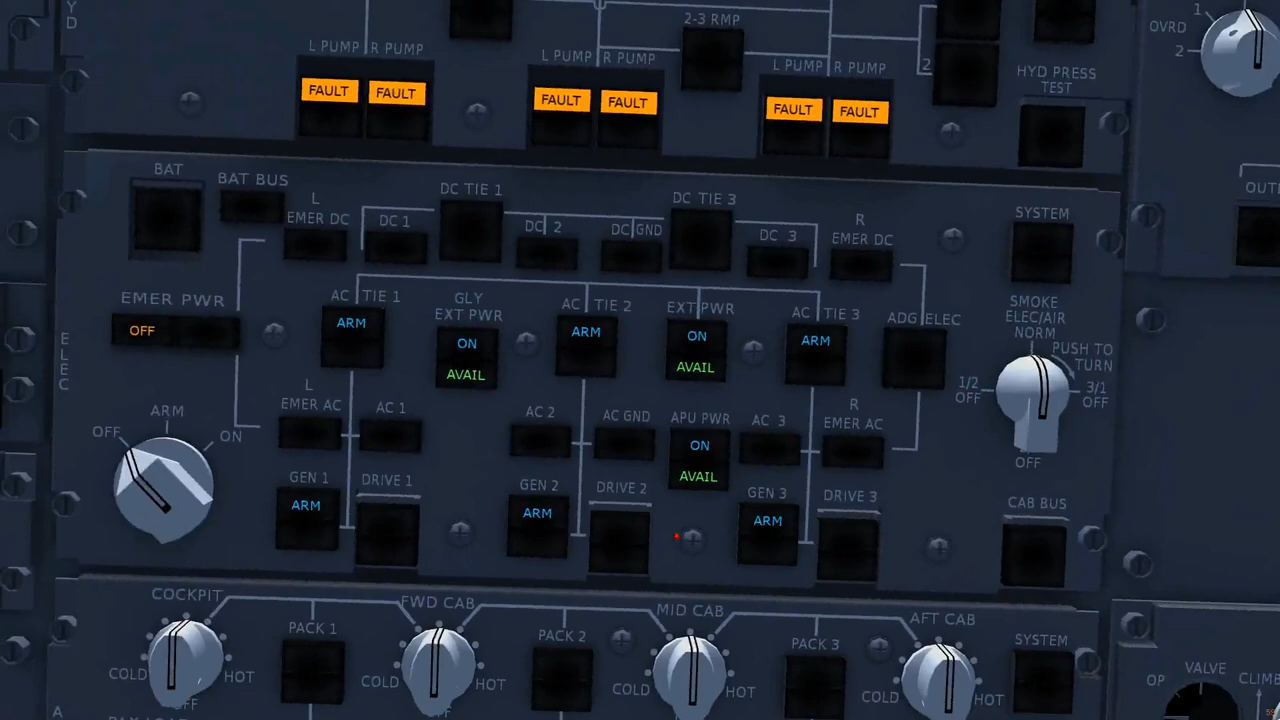 YD
L PUMP R PUMP
FAULT FAULT
L PUMP R PUMP
FAULT FAULT
2-3 RMP
L PUMP R PUMP
FAULT FAULT
2
HYD PRESS
TEST
1
OVRD
2
BAT
BAT BUS
L
EMER DC
DC 1
DC TIE 1
DC 2
DC GND
DC TIE 3
DC 3
R
EMER DC
SYSTEM
ELEC
EMER PWR
OFF
AC TIE 1
ARM
GLY
EXT PWR
ON
AVAIL
AC TIE 2
ARM
EXT PWR
ON
AVAIL
AC TIE 3
ARM
ADG ELEC
SMOKE
ELEC/AIR
NORM
PUSH TO
TURN
1/2
OFF
3/1
OFF
OFF
ARM
OFF
ON
L
EMER AC
AC 1
AC 2
AC GND
APU PWR
ON
AVAIL
AC 3
R
EMER AC
GEN 1
ARM
DRIVE 1
GEN 2
ARM
DRIVE 2
GEN 3
ARM
DRIVE 3
CAB BUS
COCKPIT
COLD
HOT
PACK 1
FWD CAB
COLD
HOT
PACK 2
MID CAB
COLD
HOT
PACK 3
AFT CAB
COLD
HOT
SYSTEM
VALVE
OP
CLIMB
A